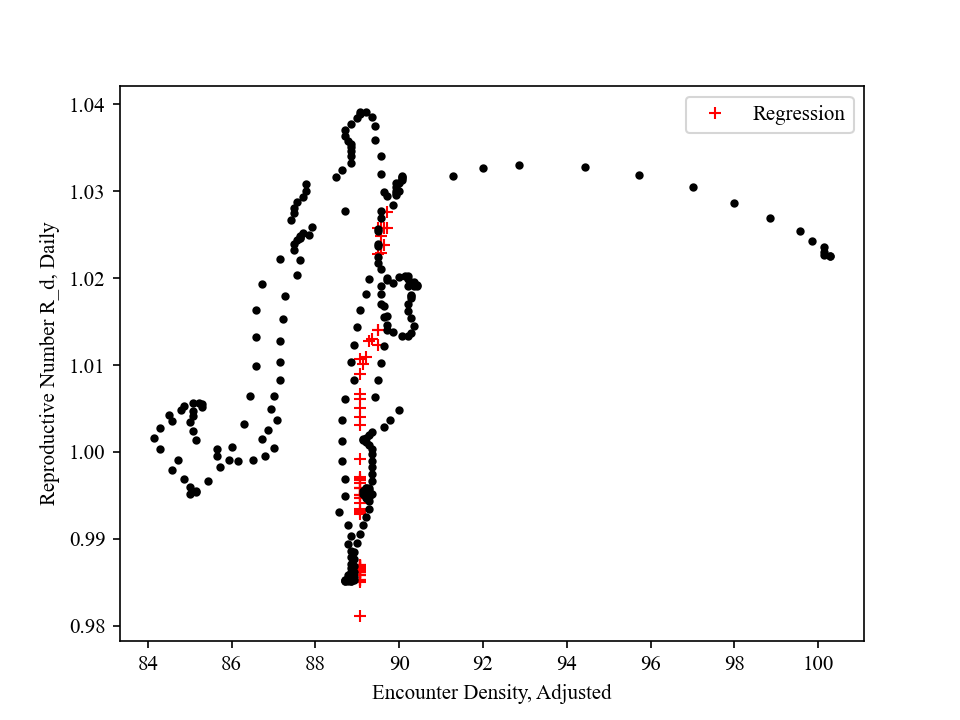 Regression
1.04
1.03
1.02
1.01
1.00
0.99
0.98
Reproductive Number R_d, Daily
84 86 88 90 92 94 96 98 100
Encounter Density, Adjusted